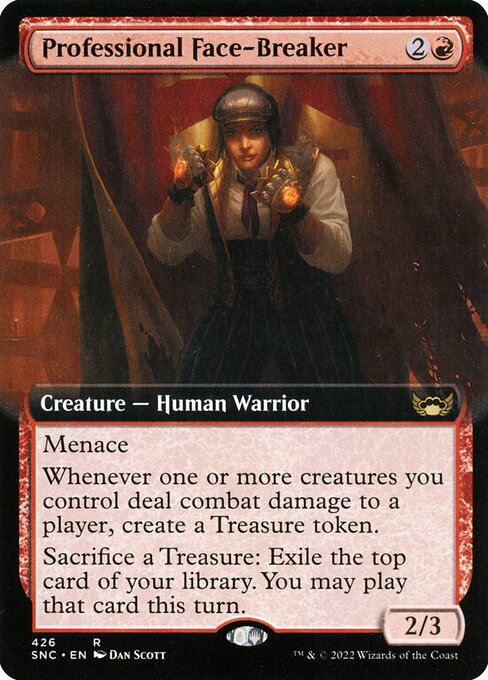 Professional Face-Breaker 2
Creature — Human Warrior
Menace
Whenever one or more creatures you
control deal combat damage to a
player, create a Treasure token.
Sacrifice a Treasure: Exile the top
card of your library. You may play
that card this turn.
2/3
426 R
SNC • EN Dan Scott ™ & © 2022 Wizards of the Coast